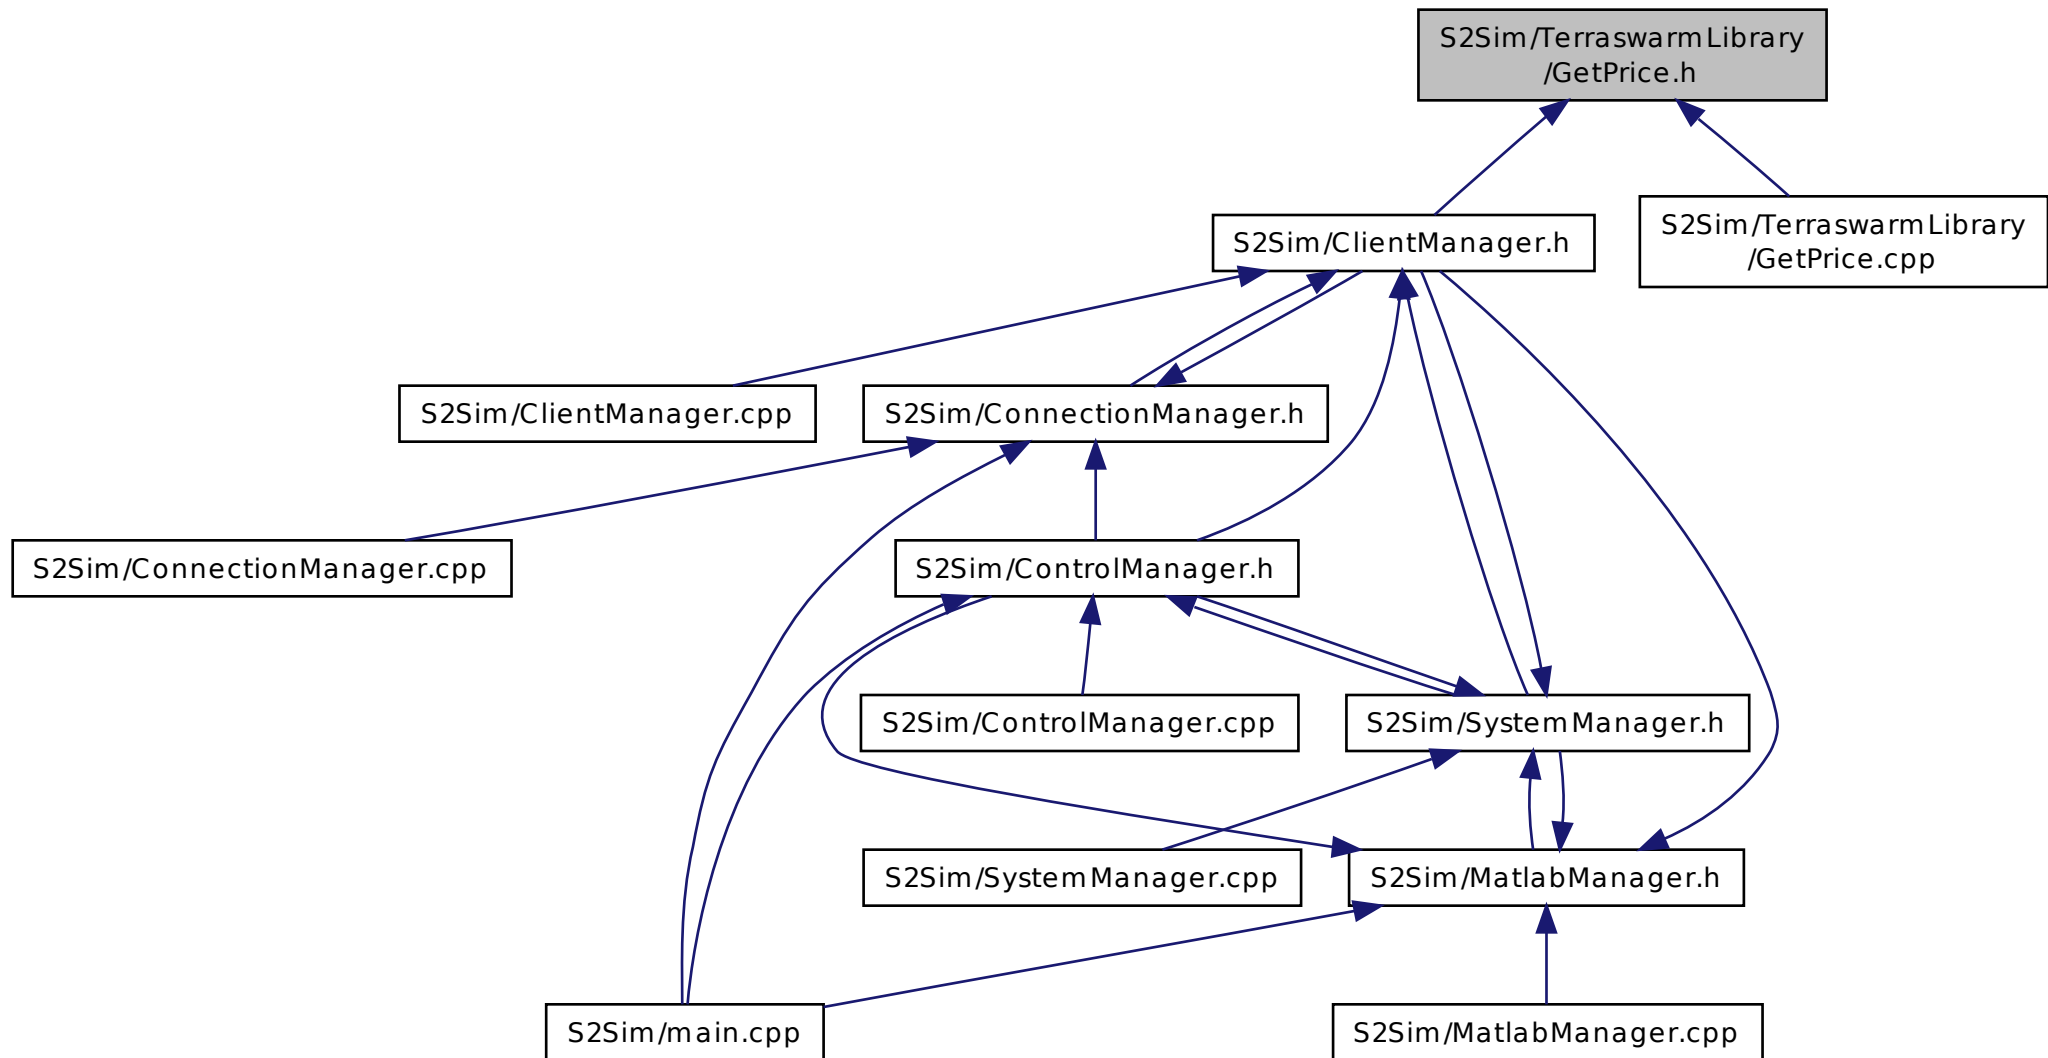 S2Sim/TerraswarmLibrary
/GetPrice.h
S2Sim/ClientManager.h
S2Sim/TerraswarmLibrary
/GetPrice.cpp
S2Sim/ClientManager.cpp
S2Sim/ConnectionManager.h
S2Sim/ConnectionManager.cpp
S2Sim/ControlManager.h
S2Sim/ControlManager.cpp
S2Sim/SystemManager.h
S2Sim/SystemManager.cpp
S2Sim/MatlabManager.h
S2Sim/main.cpp
S2Sim/MatlabManager.cpp